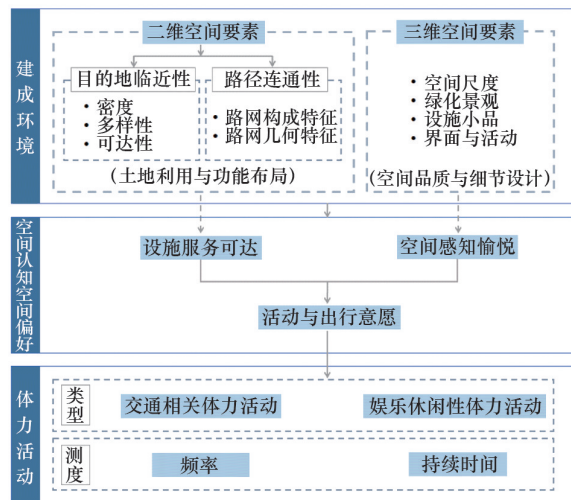 建成环境
二维空间要素
三维空间要素
目的地临近性
路径连通性
・密度
・多样性
・可达性
・路网构成特征
・路网几何特征
・空间尺度
・绿化景观
・设施小品
・界面与活动
(土地利用与功能布局)
(空间品质与细节设计)
空间认知空间偏好
设施服务可达
空间感知愉悦
活动与出行意愿
体力活动
类型
交通相关体力活动
娱乐休闲性体力活动
测度
频率
持续时间